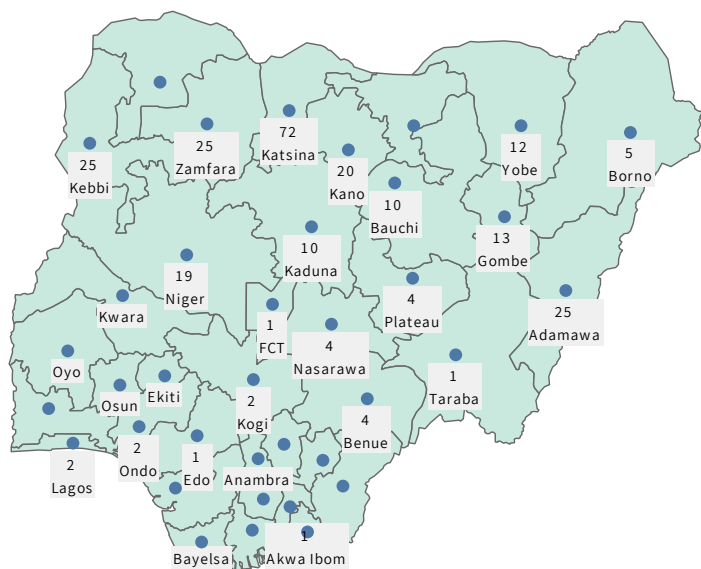 72
Katsina
25
Zamfara
12
Yobe
5
Borno
25
Kebbi
20
Kano
10
Bauchi
13
Gombe
10
Kaduna
19
Niger
4
Plateau
25
Adamawa
Kwara
1
FCT
4
Nasarawa
1
Taraba
Oyo
Osun
Ekiti
2
Kogi
4
Benue
2
Ondo
1
Edo
2
Lagos
Anambra
1
Akwa Ibom
Bayelsa